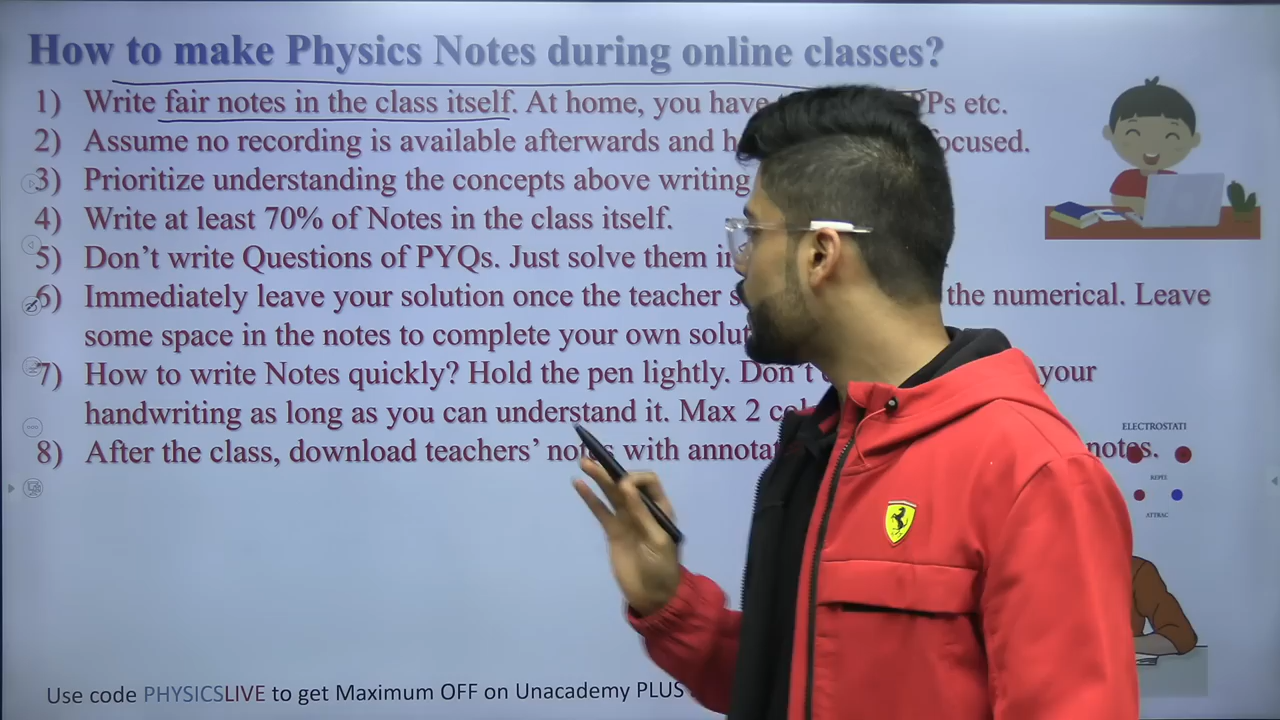 How to make Physics Notes during online classes?
1) Write fair notes in the class itself. At home, you have PPs etc.
2) Assume no recording is available afterwards and ocused.
3) Prioritize understanding the concepts above writing
4) Write at least 70% of Notes in the class itself.
5) Don't write Questions of PYQs. Just solve them
6) Immediately leave your solution once the teacher the numerical. Leave
some space in the notes to complete your own
7) How to write Notes quickly? Hold the pen lightly. Don't your
handwriting as long as you can understand it. Max 2
8) After the class, download teachers' notes with notes.
ELECTROSTATI
REPEL
ATTRAC
Use code PHYSICSLIVE to get Maximum OFF on Unacademy PLUS